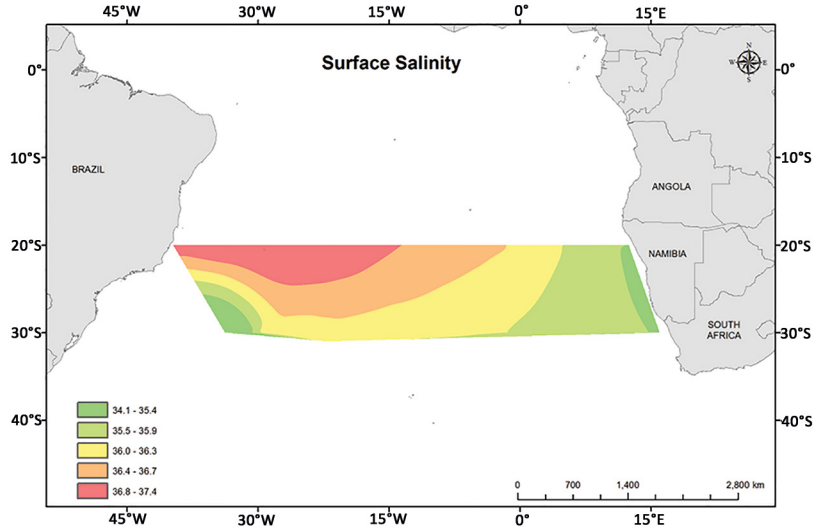 45°W 30°W 15°W 0° 15°E
Surface Salinity
N
W E
S
0° 0°
BRAZIL
10°S 10°S
ANGOLA
20°S 20°S
NAMIBIA
30°S 30°S
SOUTH
AFRICA
34.1 - 35.4
35.5 - 35.9
40°S 40°S
36.0 - 36.3
36.4 - 36.7
36.8 - 37.4
0 700 1,400 2,800 km
45°W 30°W 15°W 0° 15°E